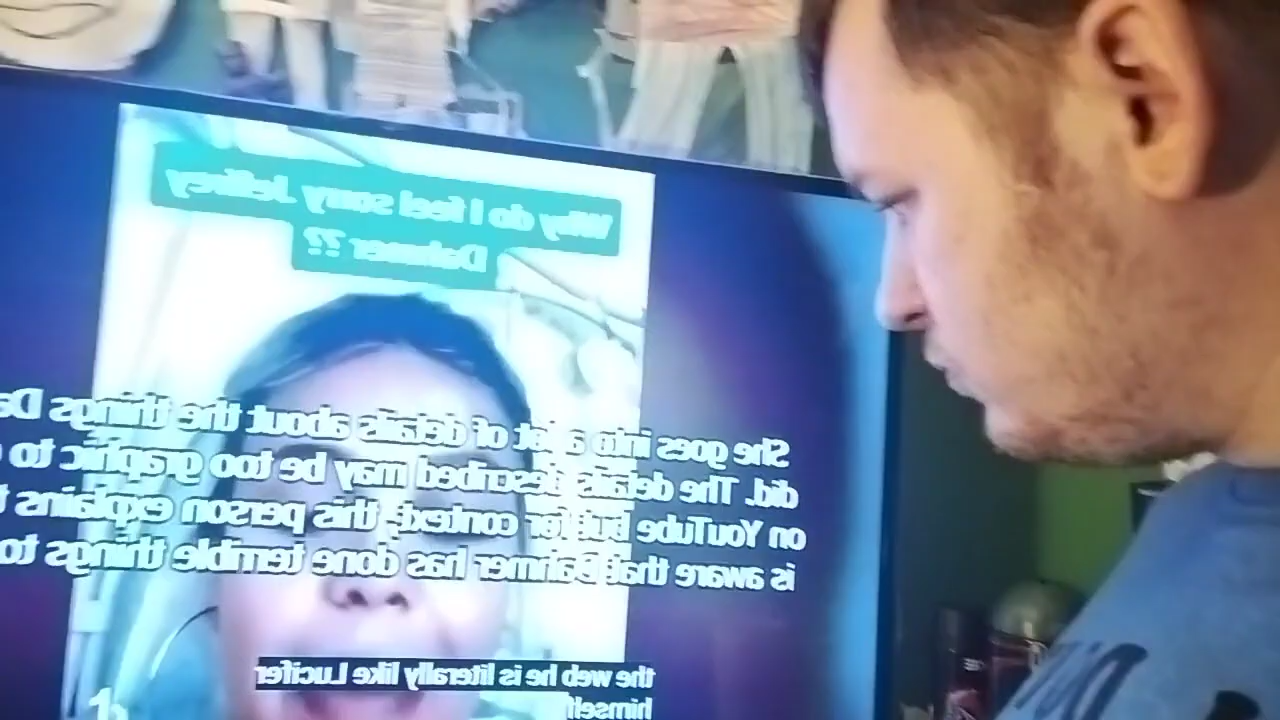 Why do I feel sorry Jeffrey
Dahmer ??
She goes into a lot of details about the things Da
did. The details described may be too graphic to
on YouTube but for context, this person explains
is aware that Dahmer has done terrible things to
the web he is literally like Lucifer
himself